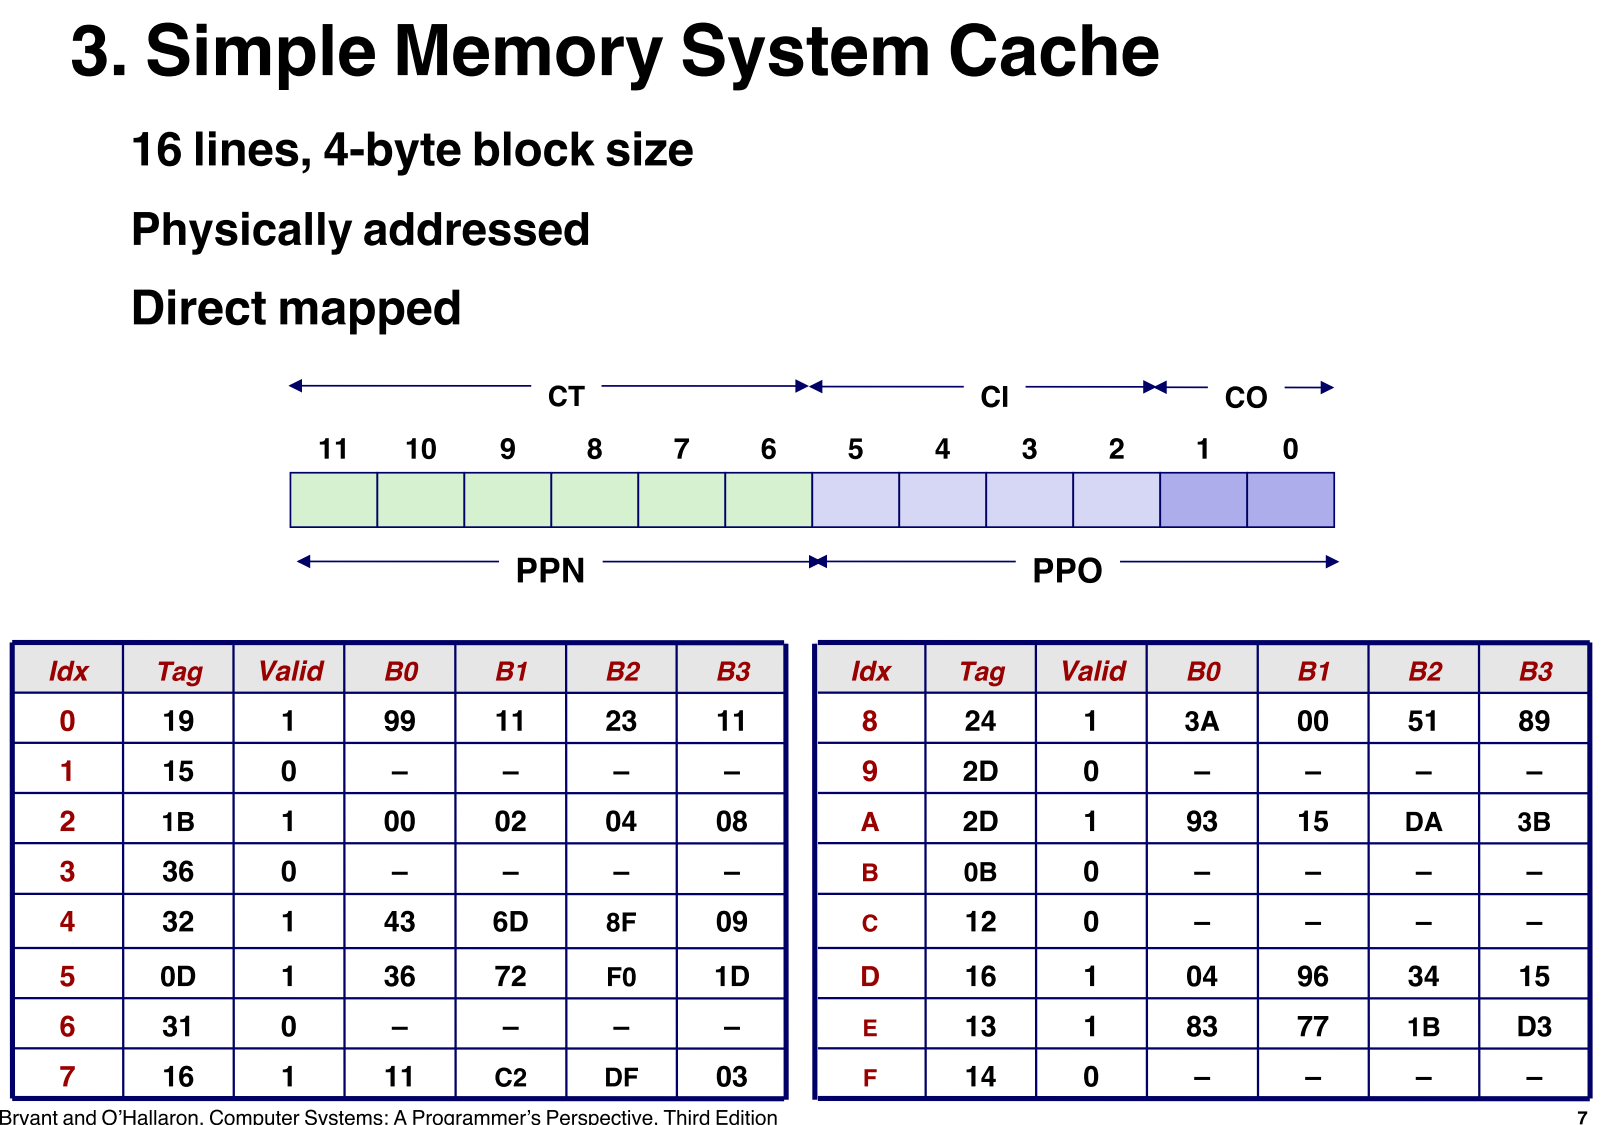 3. Simple Memory System Cache
16 lines, 4-byte block size
Physically addressed
Direct mapped
CT CI CO
11 10 9 8 7 6 5 4 3 2 1 0
PPN PPO
Idx Tag Valid B0 B1 B2 B3
0 19 1 99 11 23 11
1 15 0 – – – –
2 1B 1 00 02 04 08
3 36 0 – – – –
4 32 1 43 6D 8F 09
5 0D 1 36 72 F0 1D
6 31 0 – – – –
7 16 1 11 C2 DF 03
Idx Tag Valid B0 B1 B2 B3
8 24 1 3A 00 51 89
9 2D 0 – – – –
A 2D 1 93 15 DA 3B
B 0B 0 – – – –
C 12 0 – – – –
D 16 1 04 96 34 15
E 13 1 83 77 1B D3
F 14 0 – – – –
Bryant and O'Hallaron, Computer Systems: A Programmer's Perspective, Third Edition
7